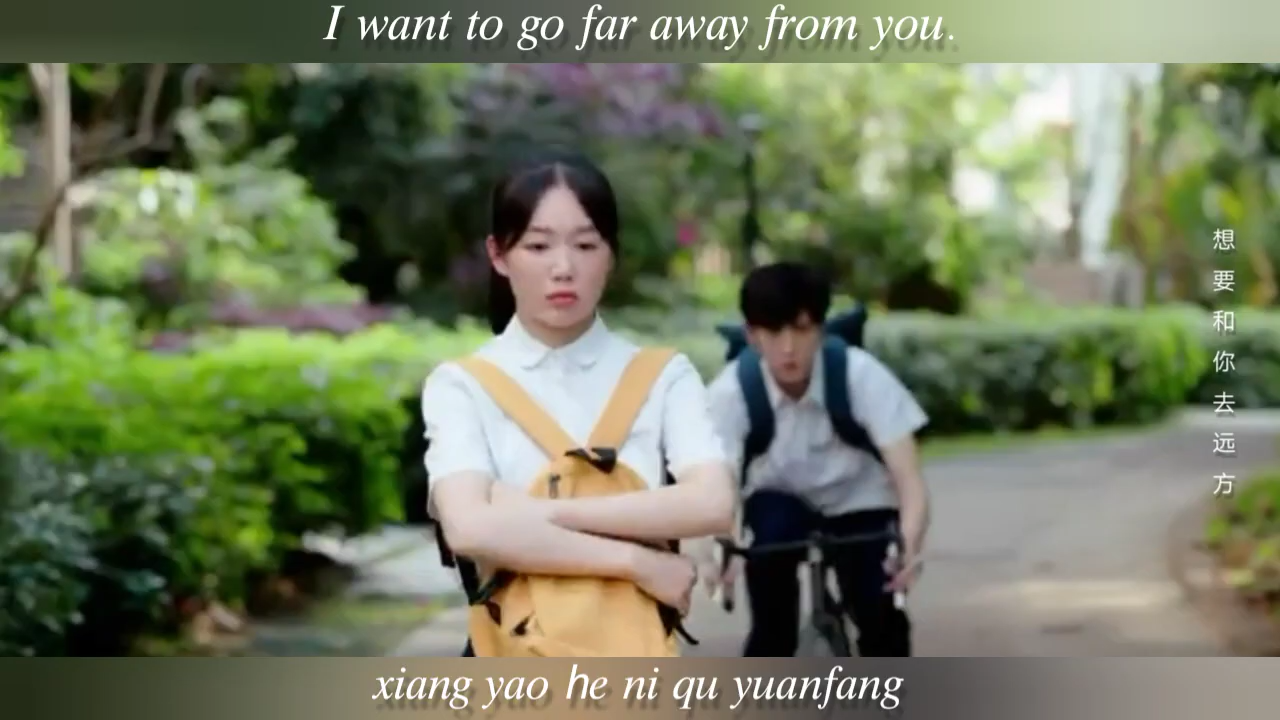 I want to go far away from you.
想要和你去远方
xiang yao he ni qu yuanfang